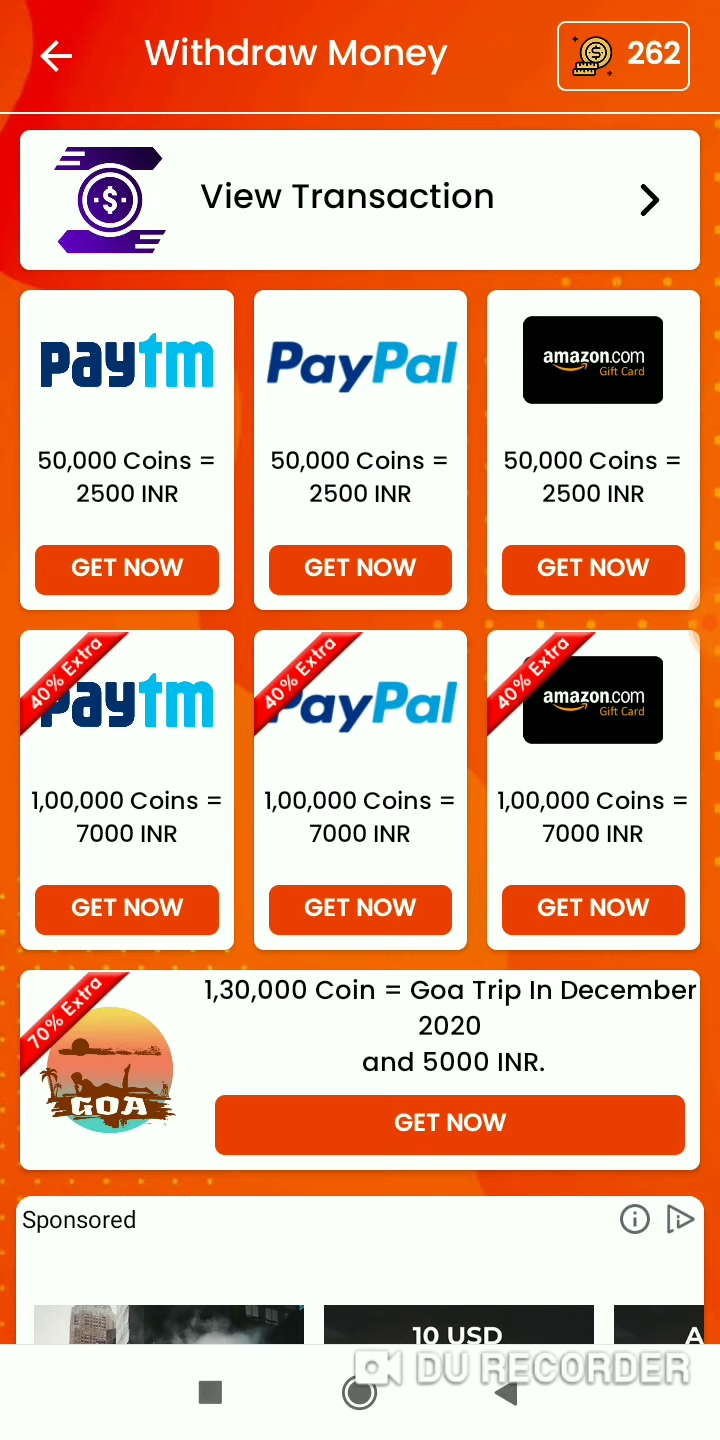 Withdraw Money
262
View Transaction
paytm
PayPal
amazon.com
Gift Card
50,000 Coins =
2500 INR
50,000 Coins =
2500 INR
50,000 Coins =
2500 INR
GET NOW
GET NOW
GET NOW
40% Extra
paytm
40% Extra
PayPal
40% Extra
amazon.com
Gift Card
1,00,000 Coins =
7000 INR
1,00,000 Coins =
7000 INR
1,00,000 Coins =
7000 INR
GET NOW
GET NOW
GET NOW
70% Extra
GOA
1,30,000 Coin = Goa Trip In December
2020
and 5000 INR.
GET NOW
Sponsored
10 USD
A
DU RECORDER